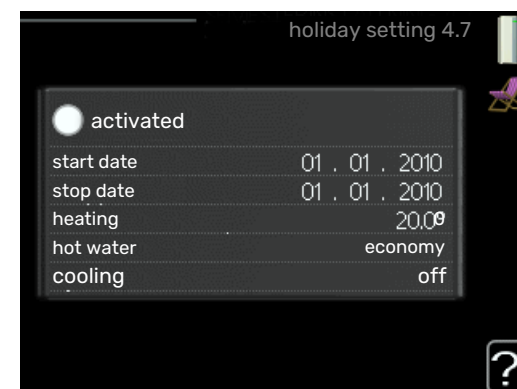 holiday setting 4.7
activated
start date 01 . 01 . 2010
stop date 01 . 01 . 2010
heating 20.0°
hot water economy
cooling off
?